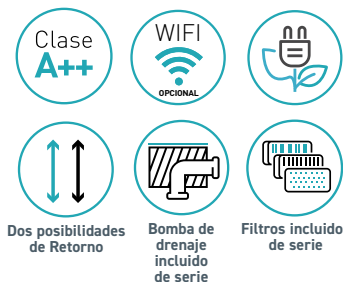 Clase
A++
WIFI
OPCIONAL
Dos posibilidades
de Retorno
Bomba de
drenaje
incluido
de serie
Filtros incluido
de serie